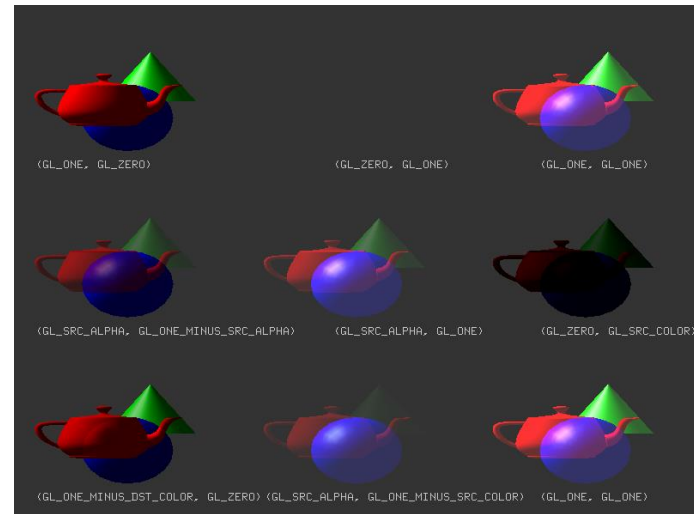 (GL_ONE, GL_ZERO) (GL_ZERO, GL_ONE) (GL_ONE, GL_ONE)
(GL_SRC_ALPHA, GL_ONE_MINUS_SRC_ALPHA) (GL_SRC_ALPHA, GL_ONE) (GL_ZERO, GL_SRC_COLOR)
(GL_ONE_MINUS_DST_COLOR, GL_ZERO) (GL_SRC_ALPHA, GL_ONE_MINUS_SRC_COLOR) (GL_ONE, GL_ONE)